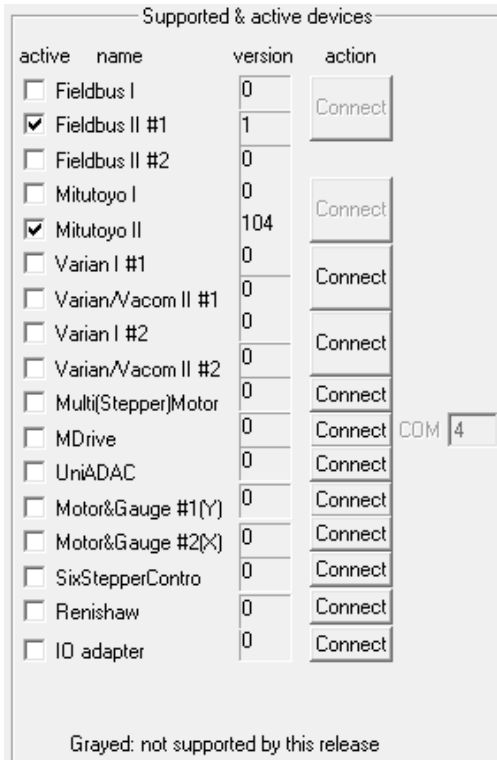 Supported & active devices
active name version action
Fieldbus I 0 Connect
Fieldbus II #1 1
Fieldbus II #2 0
Mitutoyo I 0 Connect
Mitutoyo II 104
Varian I #1 0 Connect
Varian/Vacom II #1 0
Varian I #2 0 Connect
Varian/Vacom II #2 0
Multi(Stepper)Motor 0 Connect
MDrive 0 Connect COM 4
UniADAC 0 Connect
Motor&Gauge #1(Y) 0 Connect
Motor&Gauge #2(X) 0 Connect
SixStepperContro 0 Connect
Renishaw 0 Connect
IO adapter 0 Connect
Grayed: not supported by this release